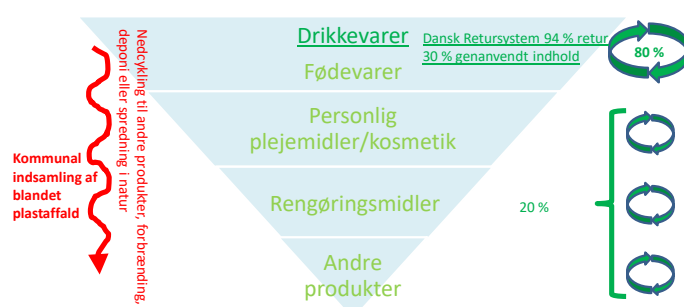 Drikkevarer
Dansk Retursystem 94 % retur
30 % genanvendt indhold
80 %
Fødevarer
Personlig
plejemidler/kosmetik
Rengøringsmidler
20 %
Andre
produkter
Kommunal
indsamling af
blandet
plastaffald
Nedcykling til andre produkter, forbrænding,
deponi eller spredning i natur